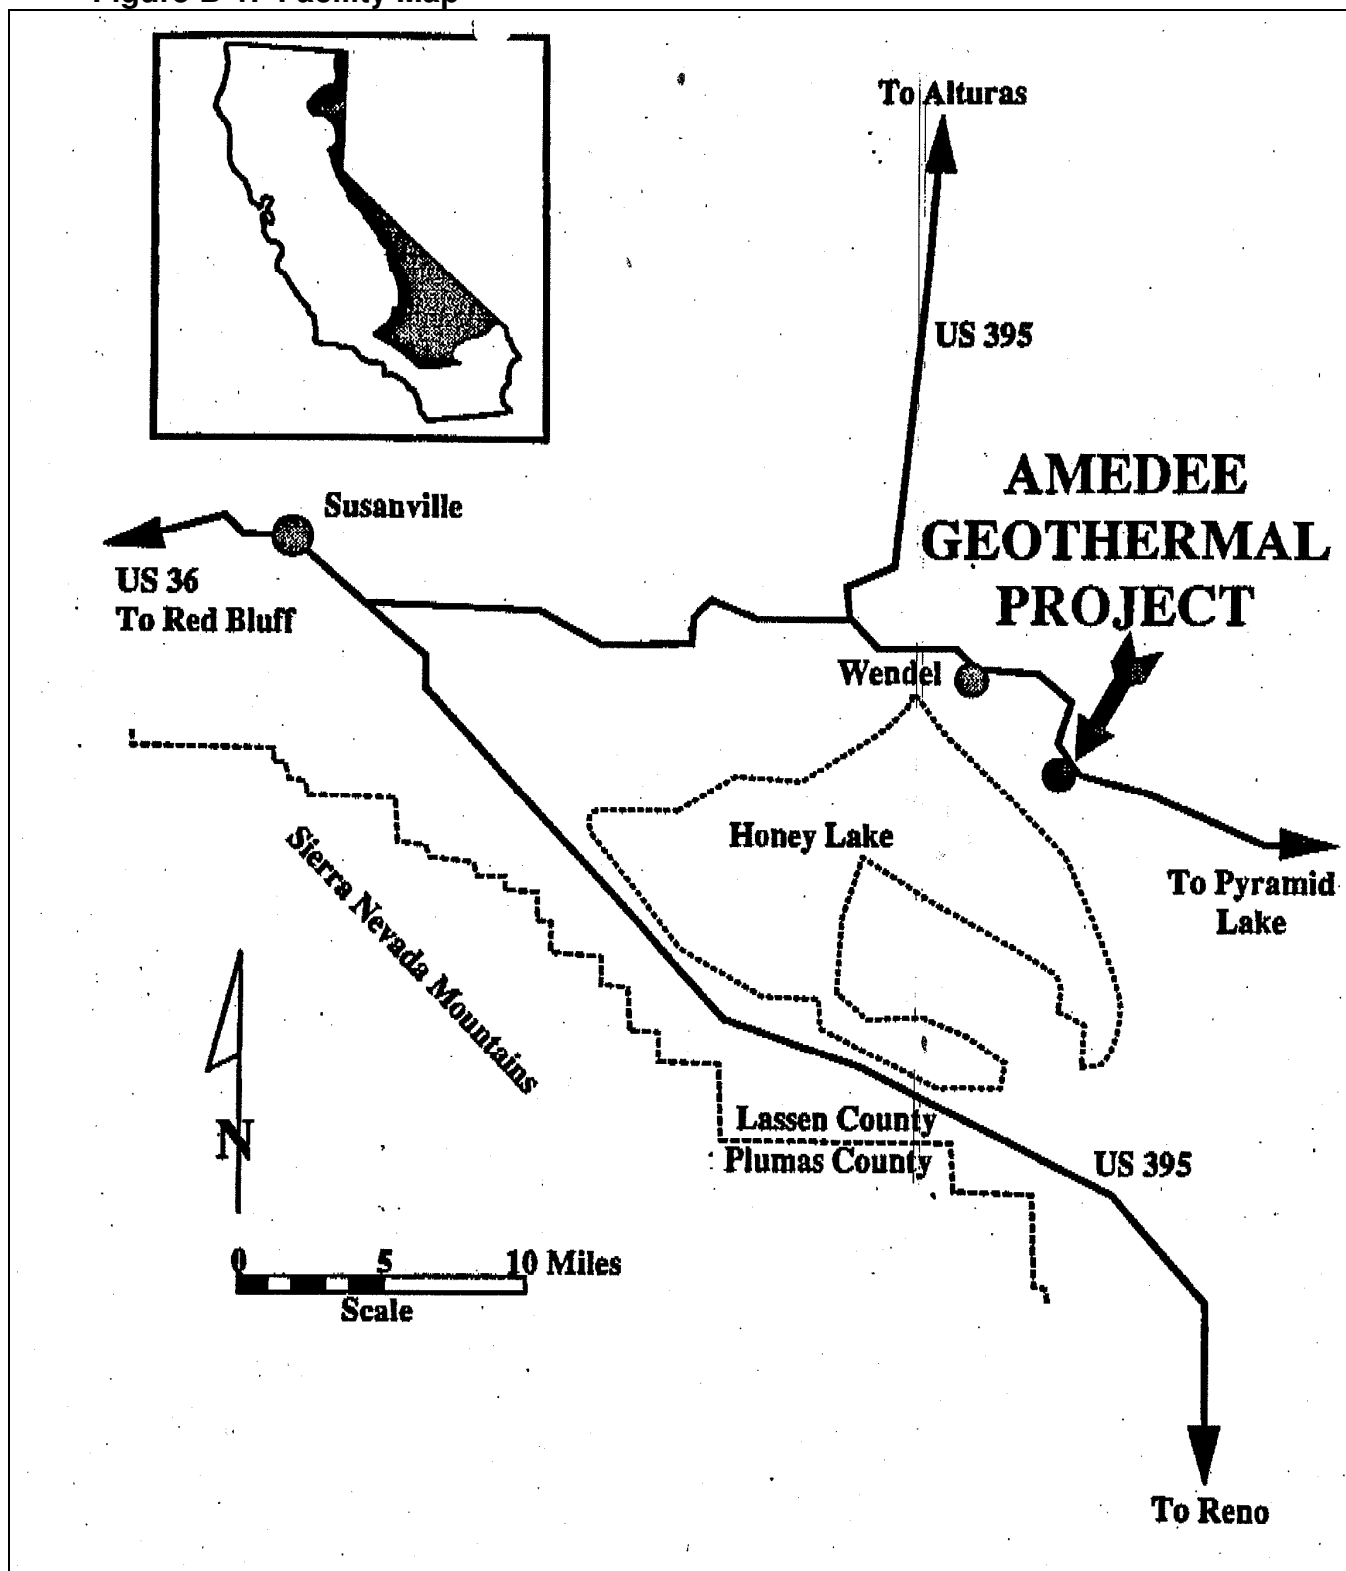 To Alturas
US 395
AMEDEE
GEOTHERMAL
PROJECT
Susanville
US 36
To Red Bluff
Wendel
Honey Lake
To Pyramid
Lake
Sierra Nevada Mountains
N
Lassen County
Plumas County
US 395
0 5 10 Miles
Scale
To Reno